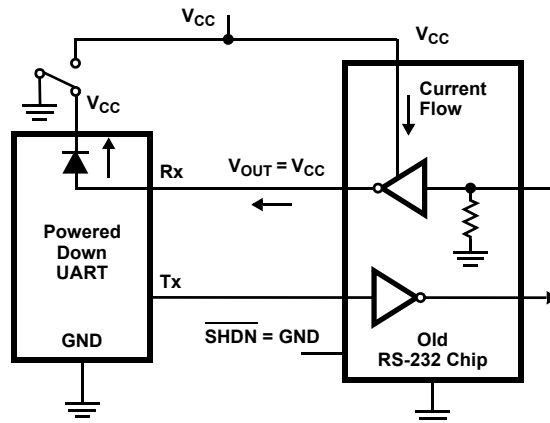 VCC
VCC
VCC
Current
Flow
Rx
VOUT = VCC
Powered
Down
UART
Tx
SHDN = GND
GND
Old
RS-232 Chip